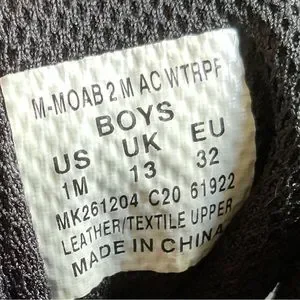 M-MOAB 2 M AC WTRPF
BOYS
US UK EU
1M 13 32
MK261204 C20 61922
LEATHER/TEXTILE UPPER
MADE IN CHINA